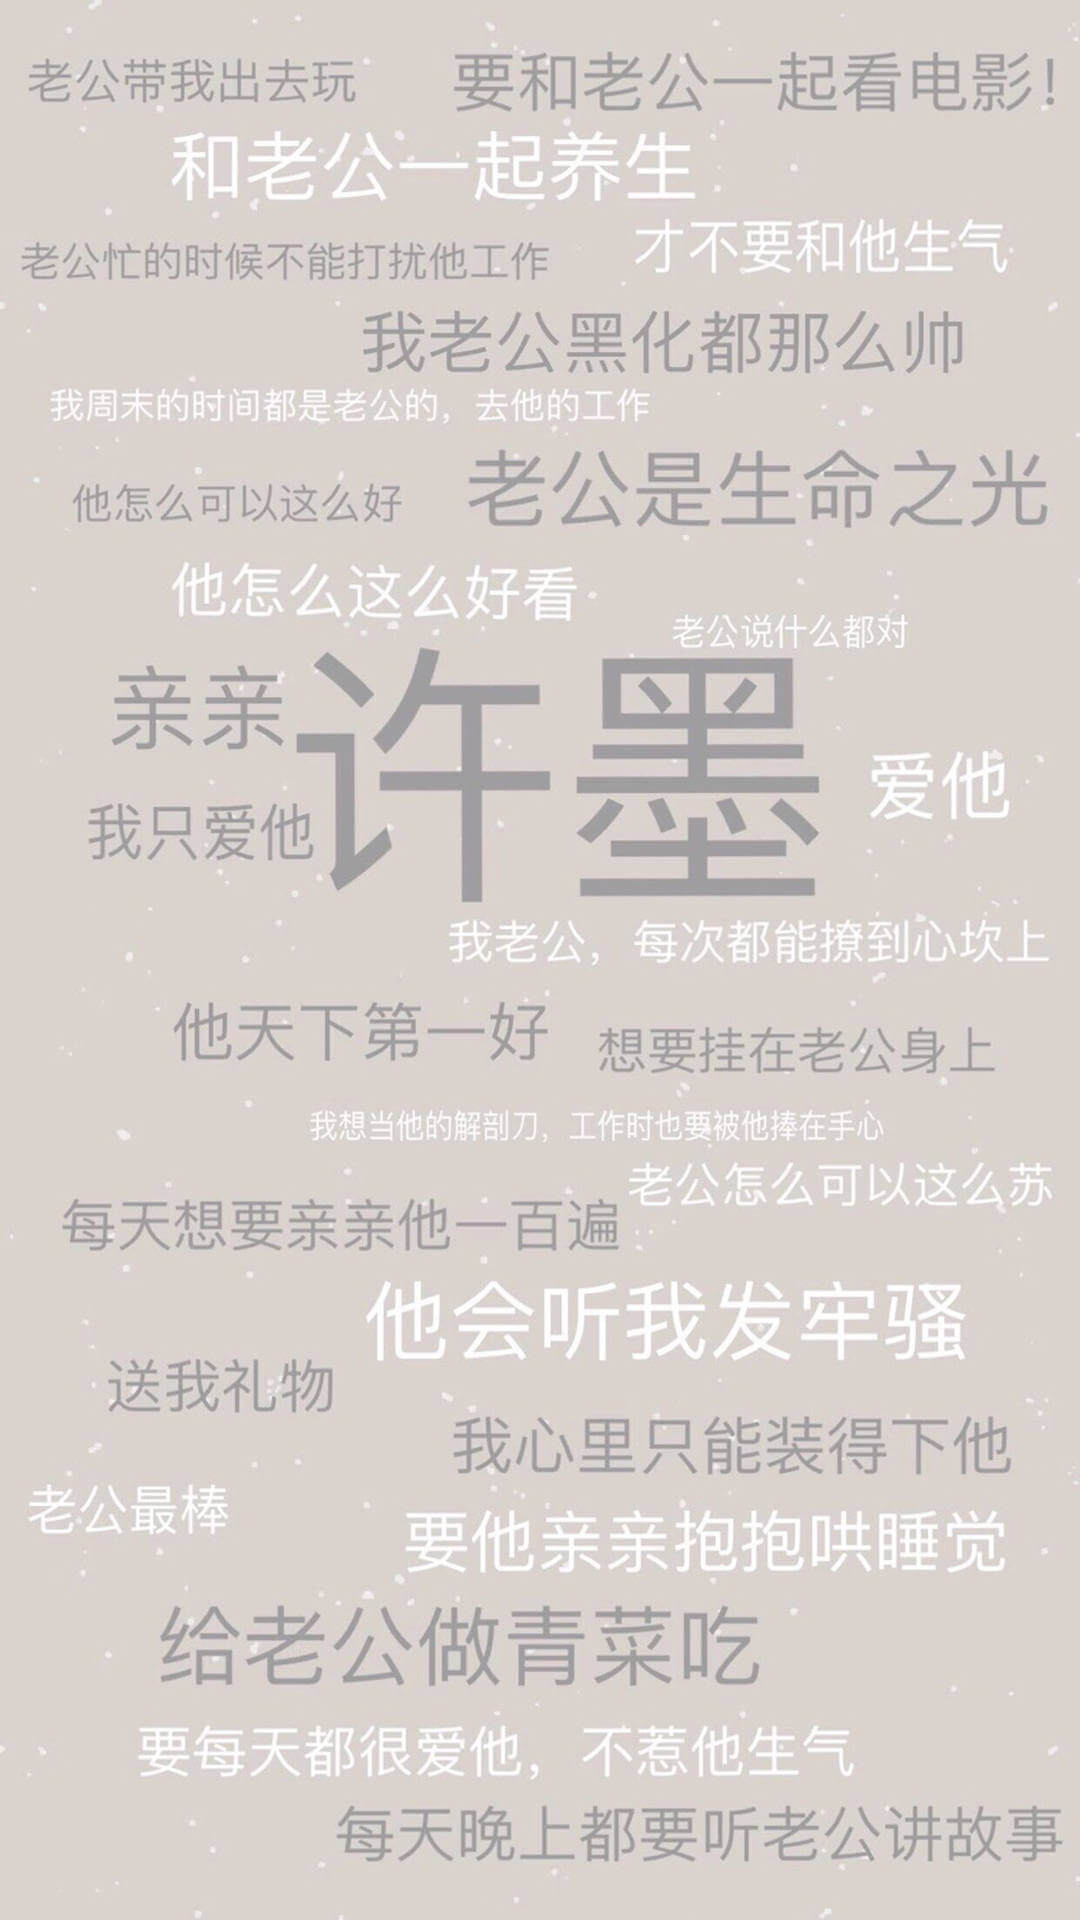 老公带我出去玩
要和老公一起看电影！
和老公一起养生
才不要和他生气
老公忙的时候不能打扰他工作
我老公黑化都那么帅
我周末的时间都是老公的，去他的工作
老公是生命之光
他怎么可以这么好
他怎么这么好看
老公说什么都对
亲亲
许墨
爱他
我只爱他
我老公，每次都能撩到心坎上
他天下第一好
想要挂在老公身上
我想当他的解剖刀，工作时也要被他捧在手心
老公怎么可以这么苏
每天想要亲亲他一百遍
他会听我发牢骚
送我礼物
我心里只能装得下他
老公最棒
要他亲亲抱抱哄睡觉
给老公做青菜吃
要每天都很爱他，不惹他生气
每天晚上都要听老公讲故事